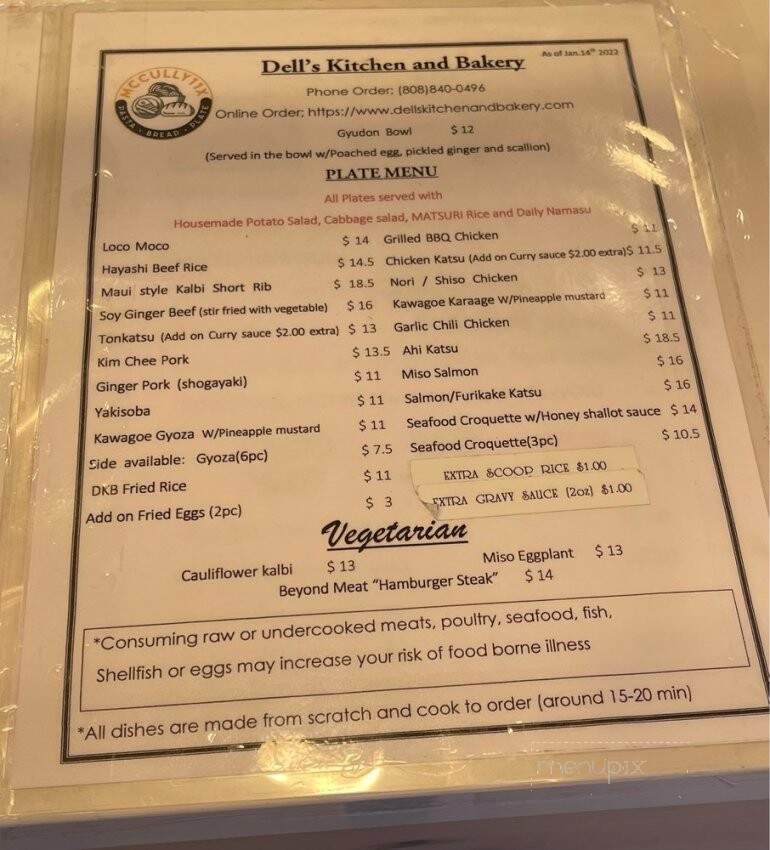 As of Jan.14th 2022
Dell's Kitchen and Bakery
PASTA · BREAD · PLATE
Phone Order: (808)840-0496
Online Order; https://www.dellskitchenandbakery.com
Gyudon Bowl $ 12
(Served in the bowl w/Poached egg, pickled ginger and scallion)
PLATE MENU
All Plates served with
Housemade Potato Salad, Cabbage salad, MATSURi Rice and Daily Namasu
Loco Moco $ 14 Grilled BBQ Chicken $ 11
Hayashi Beef Rice $ 14.5 Chicken Katsu (Add on Curry sauce $2.00 extra)$ 11.5
Maui style Kalbi Short Rib $ 18.5 Nori / Shiso Chicken $ 13
Soy Ginger Beef (stir fried with vegetable) $ 16 Kawagoe Karaage W/Pineapple mustard $ 11
Tonkatsu (Add on Curry sauce $2.00 extra) $ 13 Garlic Chili Chicken $ 11
Kim Chee Pork $ 13.5 Ahi Katsu $ 18.5
Ginger Pork (shogayaki) $ 11 Miso Salmon $ 16
Yakisoba $ 11 Salmon/Furikake Katsu $ 16
Kawagoe Gyoza W/Pineapple mustard $ 11 Seafood Croquette w/Honey shallot sauce $ 14
Side available: Gyoza(6pc) $ 7.5 Seafood Croquette(3pc) $ 10.5
DKB Fried Rice $ 11 EXTRA SCOOP RICE $1.00
Add on Fried Eggs (2pc) $ 3 EXTRA GRAVY SAUCE (2oz) $1.00
Vegetarian
Cauliflower kalbi $ 13 Miso Eggplant $ 13
Beyond Meat "Hamburger Steak" $ 14
*Consuming raw or undercooked meats, poultry, seafood, fish,
Shellfish or eggs may increase your risk of food borne illness
*All dishes are made from scratch and cook to order (around 15-20 min)
menupix